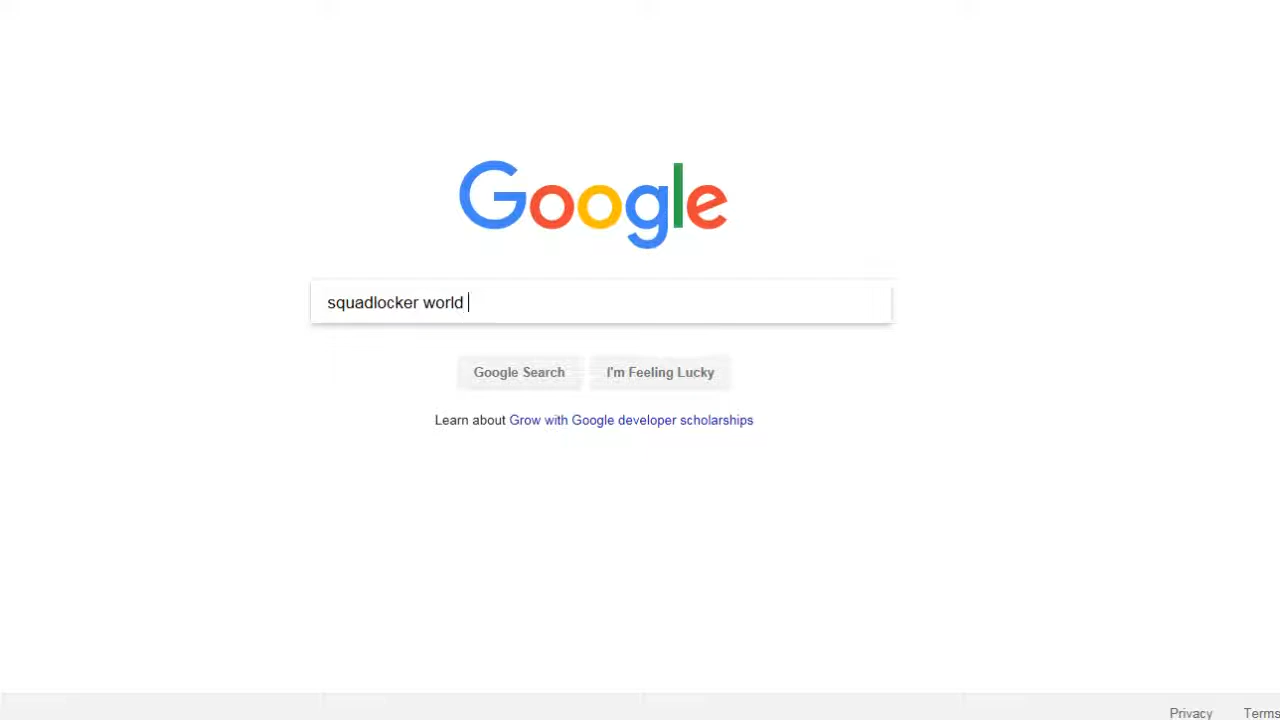 Google
squadlocker world
Google Search I'm Feeling Lucky
Learn about Grow with Google developer scholarships
Privacy Terms